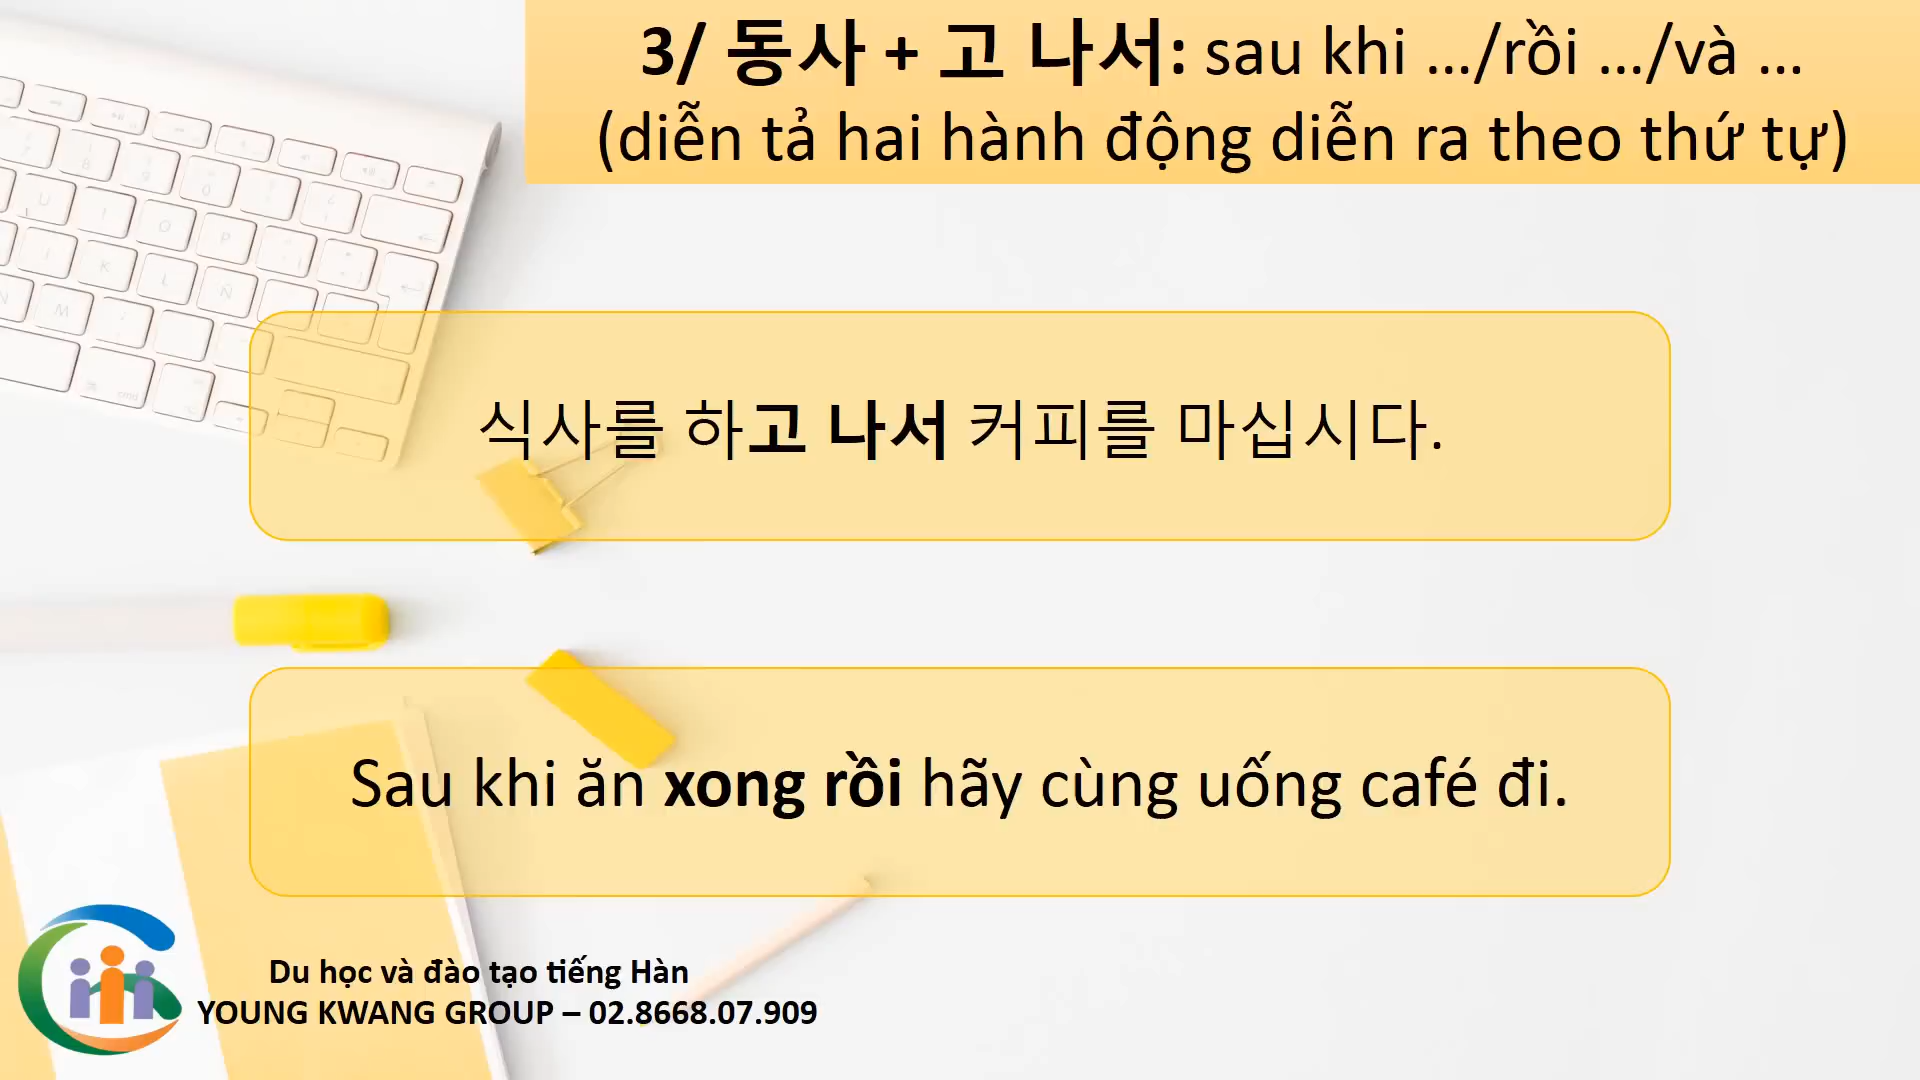 3/ 동사 + 고 나서: sau khi .../rồi .../và ...
(diễn tả hai hành động diễn ra theo thứ tự)
식사를 하고 나서 커피를 마십시다.
Sau khi ăn xong rồi hãy cùng uống café đi.
Du học và đào tạo tiếng Hàn
YOUNG KWANG GROUP – 02.8668.07.909